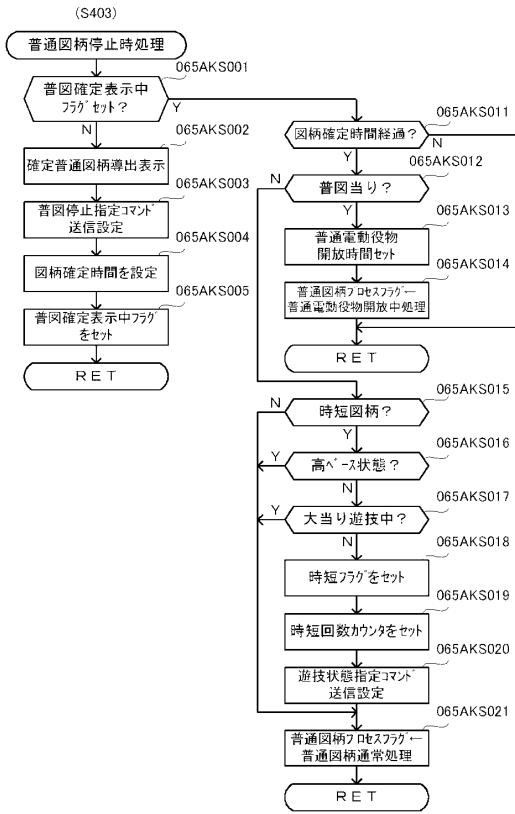 (S403)
普通図柄停止時処理
065AKS001
普図確定表示中
フラグセット？
Y
N
065AKS002
確定普通図柄導出表示
065AKS003
普図停止指定コマンド
送信設定
065AKS004
図柄確定時間を設定
065AKS005
普図確定表示中フラグ
をセット
RET
065AKS011
図柄確定時間経過？
N
Y
065AKS012
N
普図当り？
Y
065AKS013
普通電動役物
開放時間セット
065AKS014
普通図柄プロセスフラグ←
普通電動役物開放中処理
RET
065AKS015
N
時短図柄？
Y
065AKS016
Y
高ベース状態？
N
065AKS017
Y
大当り遊技中？
N
065AKS018
時短フラグをセット
065AKS019
時短回数カウンタをセット
065AKS020
遊技状態指定コマンド
送信設定
065AKS021
普通図柄プロセスフラグ←
普通図柄通常処理
RET